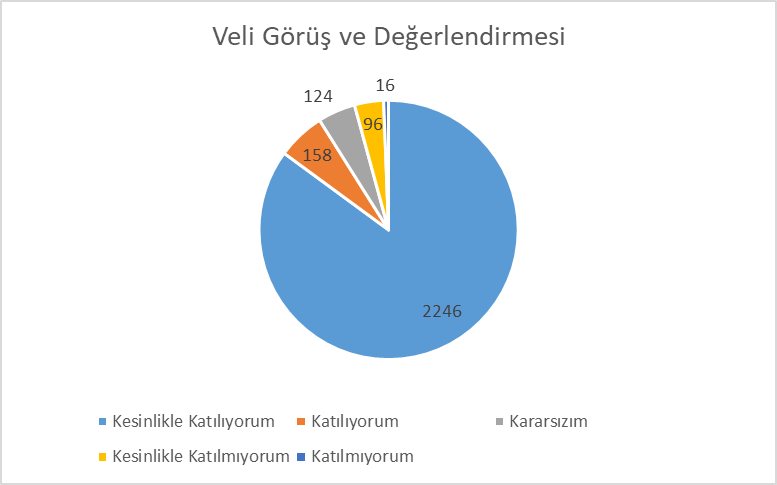 Veli Görüş ve Değerlendirmesi
16
124
96
158
2246
Kesinlikle Katılıyorum Katılıyorum Kararsızım
Kesinlikle Katılmıyorum Katılmıyorum